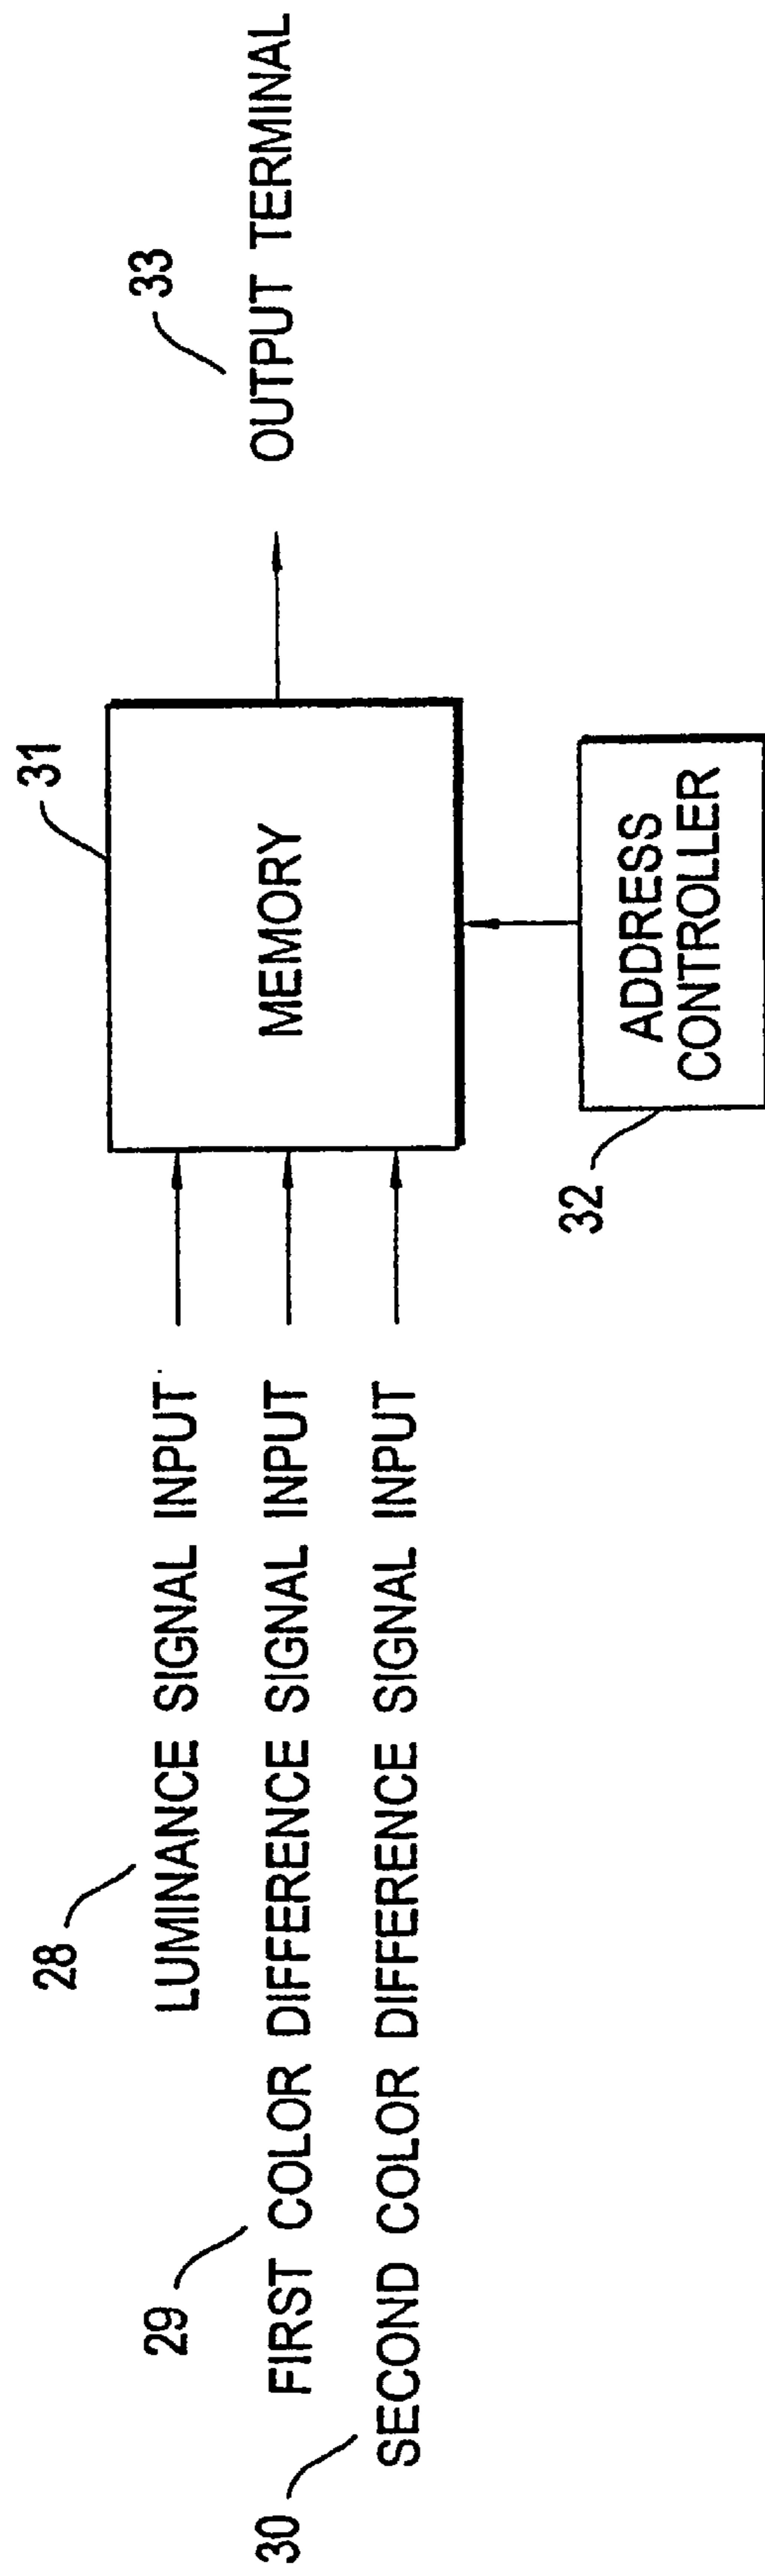 28
LUMINANCE SIGNAL INPUT
29
FIRST COLOR DIFFERENCE SIGNAL INPUT
30
SECOND COLOR DIFFERENCE SIGNAL INPUT
31
MEMORY
32
ADDRESS
CONTROLLER
33
OUTPUT TERMINAL